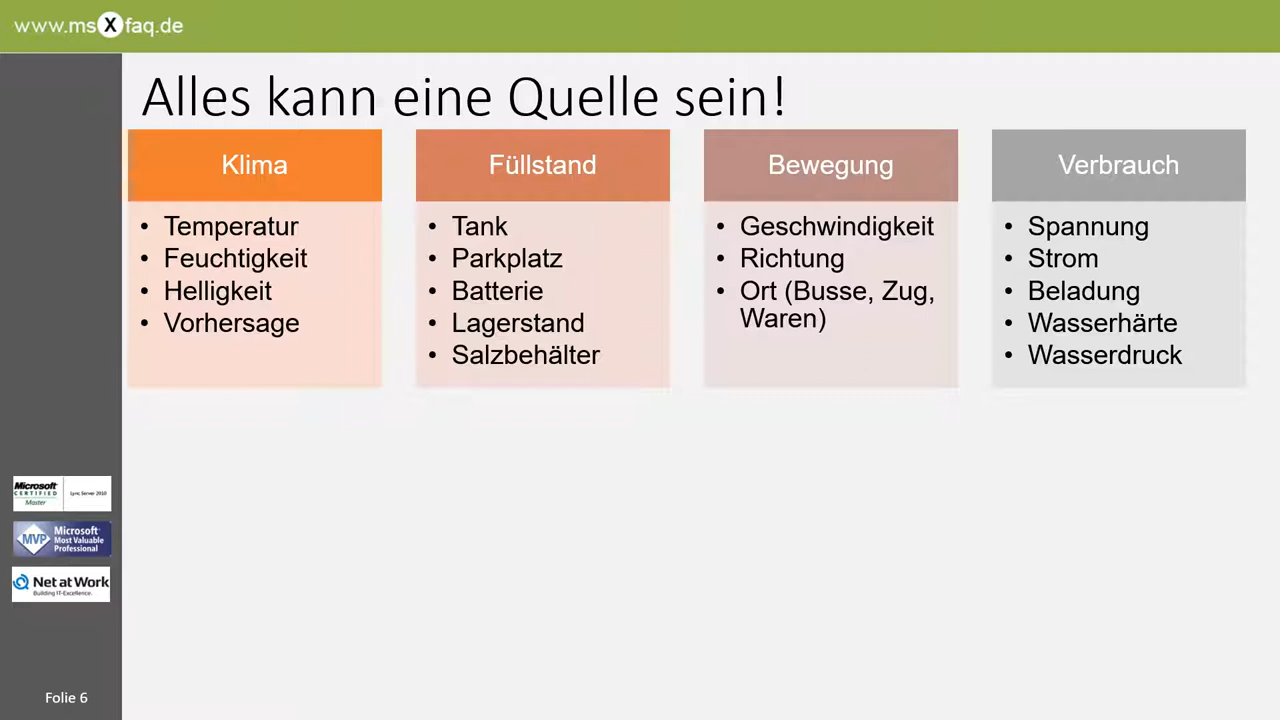 www.msXfaq.de
Alles kann eine Quelle sein!
Klima
• Temperatur
• Feuchtigkeit
• Helligkeit
• Vorhersage
Füllstand
• Tank
• Parkplatz
• Batterie
• Lagerstand
• Salzbehälter
Bewegung
• Geschwindigkeit
• Richtung
• Ort (Busse, Zug,
Waren)
Verbrauch
• Spannung
• Strom
• Beladung
• Wasserhärte
• Wasserdruck
Microsoft
CERTIFIED
Master
Lync Server 2010
MVP
Microsoft
Most Valuable
Professional
Net at Work
Building IT-Excellence.
Folie 6